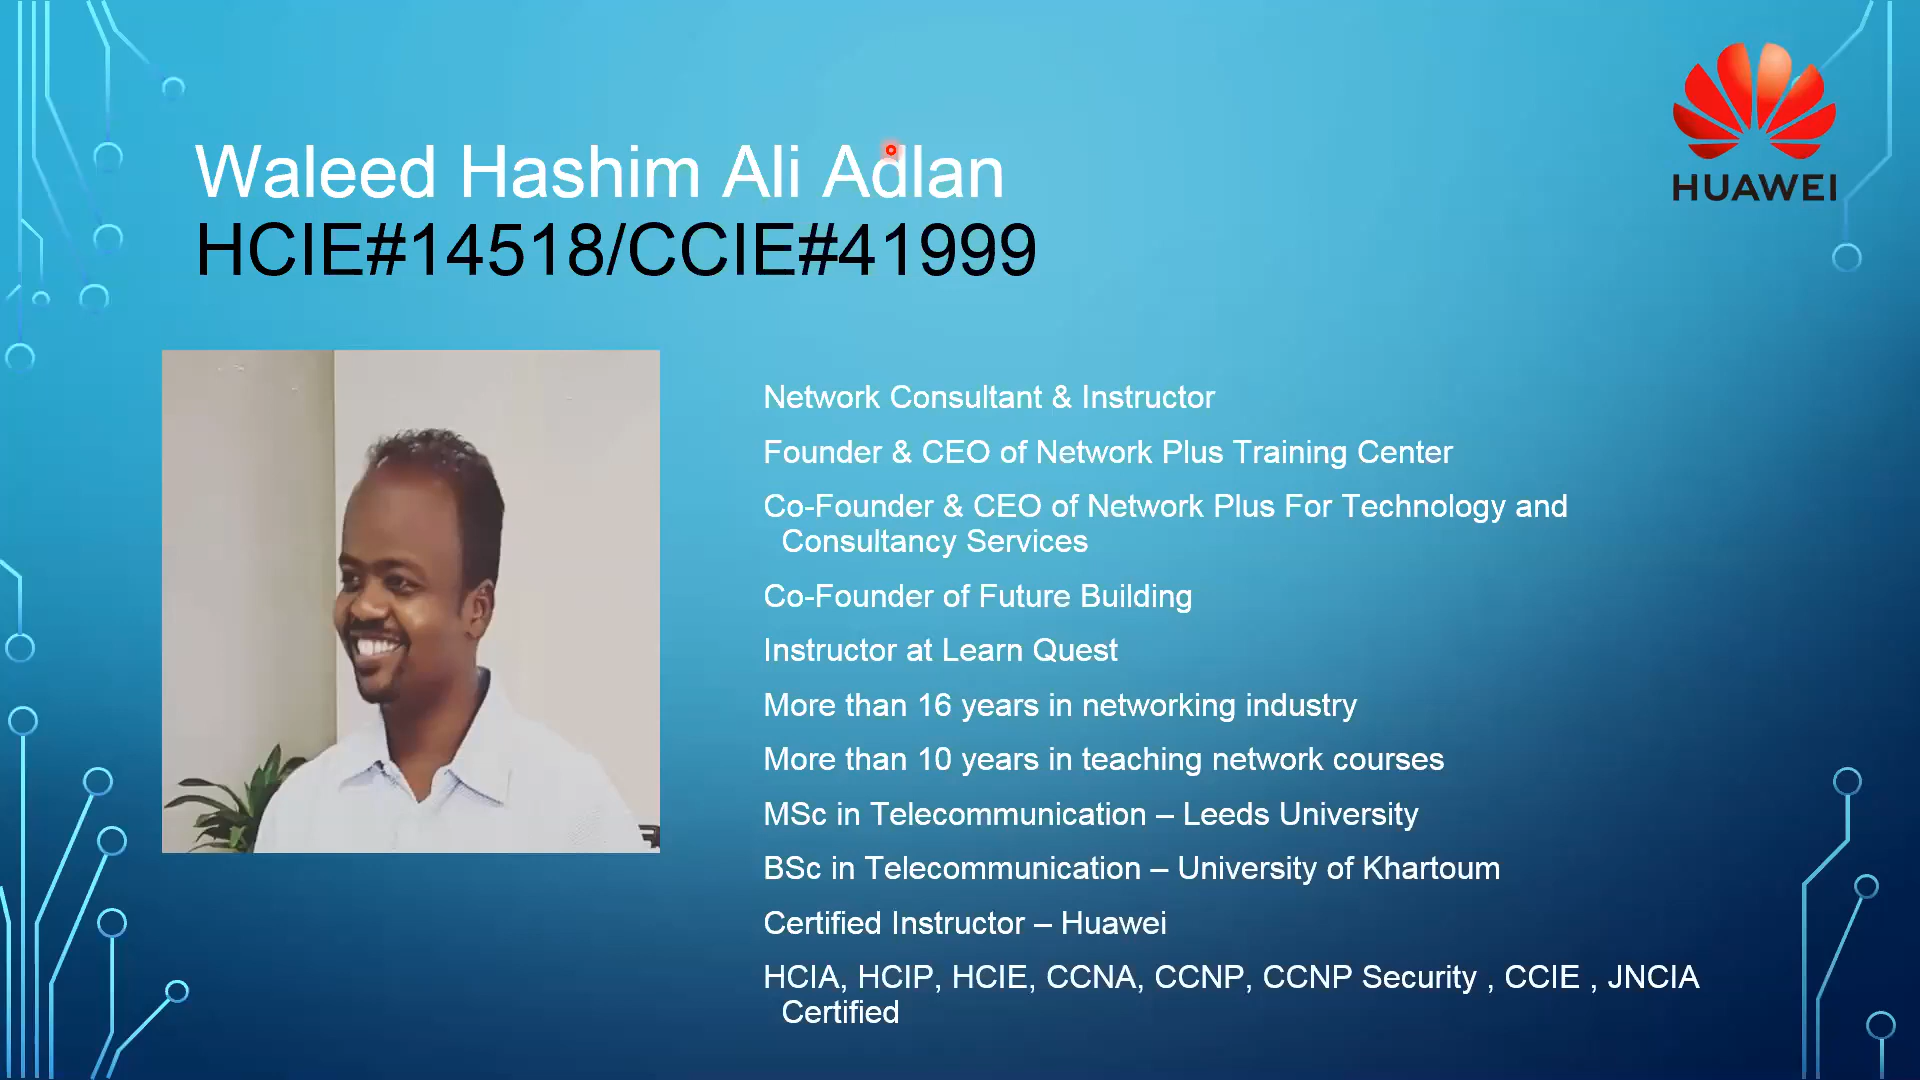 Waleed Hashim Ali Adlan
HCIE#14518/CCIE#41999
HUAWEI
Network Consultant & Instructor
Founder & CEO of Network Plus Training Center
Co-Founder & CEO of Network Plus For Technology and
Consultancy Services
Co-Founder of Future Building
Instructor at Learn Quest
More than 16 years in networking industry
More than 10 years in teaching network courses
MSc in Telecommunication – Leeds University
BSc in Telecommunication – University of Khartoum
Certified Instructor – Huawei
HCIA, HCIP, HCIE, CCNA, CCNP, CCNP Security , CCIE , JNCIA
Certified